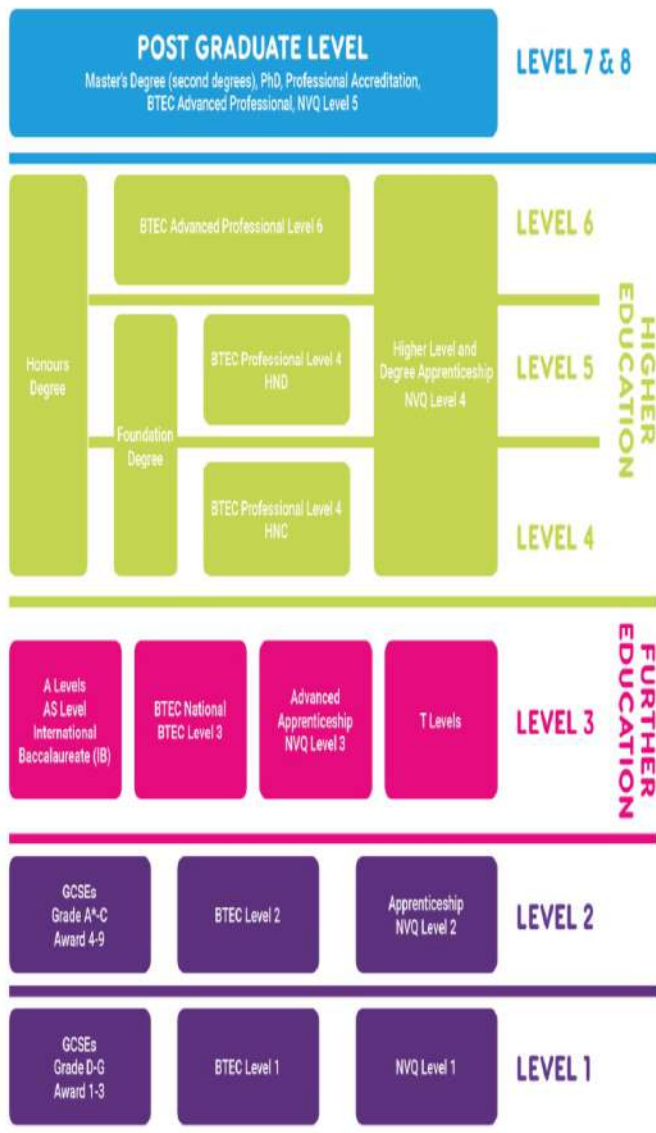 POST GRADUATE LEVEL
Master's Degree (second degrees), PhD, Professional Accreditation,
BTEC Advanced Professional, NVQ Level 5
LEVEL 7 & 8
Honours
Degree
BTEC Advanced Professional Level 6
LEVEL 6
Foundation
Degree
BTEC Professional Level 4
HND
Higher Level and
Degree Apprenticeship
NVQ Level 4
LEVEL 5
BTEC Professional Level 4
HNC
LEVEL 4
HIGHER
EDUCATION
A Levels
AS Level
International
Baccalaureate (IB)
BTEC National
BTEC Level 3
Advanced
Apprenticeship
NVQ Level 3
T Levels
LEVEL 3
FURTHER
EDUCATION
GCSEs
Grade A*-C
Award 4-9
BTEC Level 2
Apprenticeship
NVQ Level 2
LEVEL 2
GCSEs
Grade D-G
Award 1-3
BTEC Level 1
NVQ Level 1
LEVEL 1